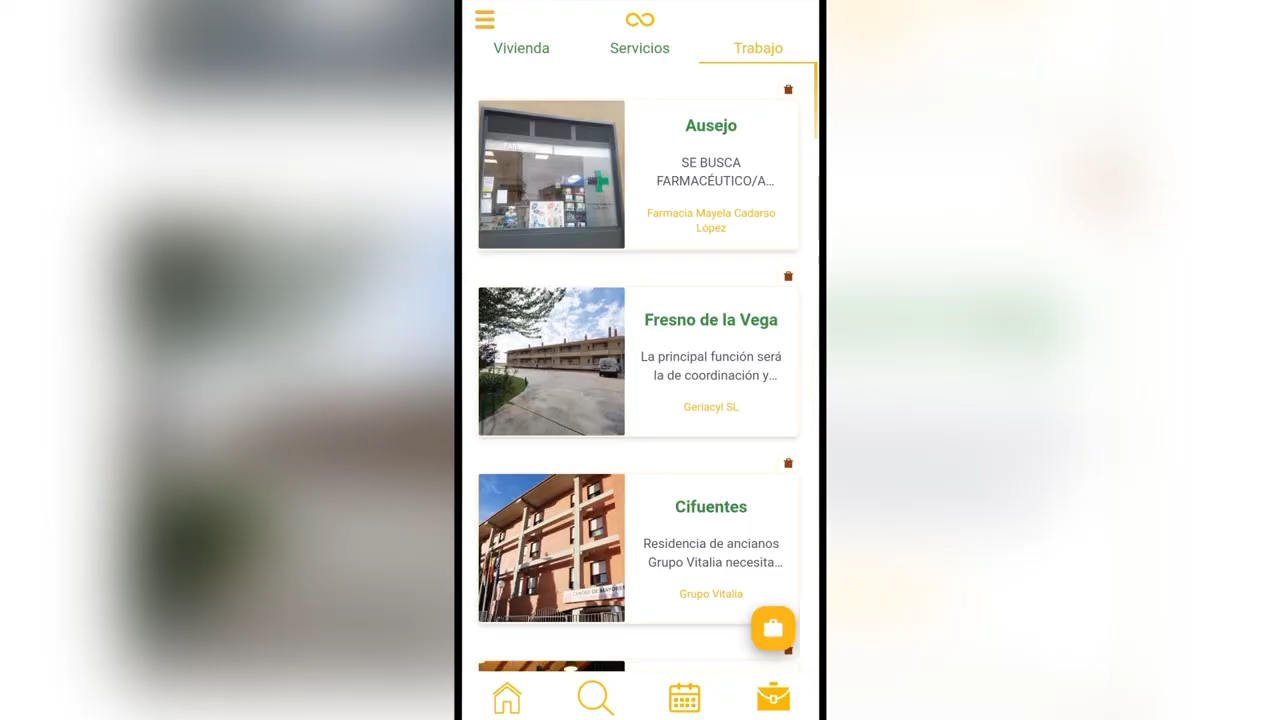 Vivienda
Servicios
Trabajo
Ausejo
SE BUSCA
FARMACÉUTICO/A...
Farmacia Mayela Cadarso
López
Fresno de la Vega
La principal función será
la de coordinación y...
Geriacyl SL
Cifuentes
Residencia de ancianos
Grupo Vitalia necesita...
Grupo Vitalia